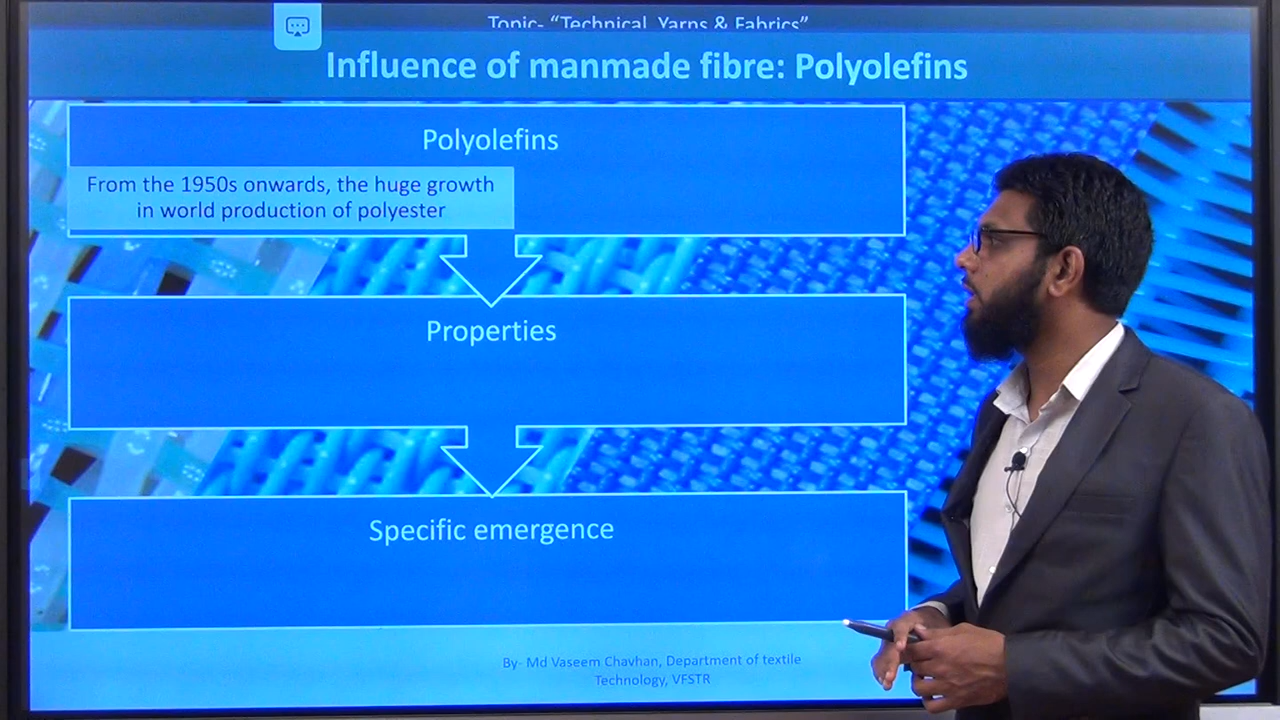 Topic- “Technical Yarns & Fabrics”
Influence of manmade fibre: Polyolefins
Polyolefins
From the 1950s onwards, the huge growth
in world production of polyester
Properties
Specific emergence
By- Md Vaseem Chavhan, Department of textile
Technology, VFSTR